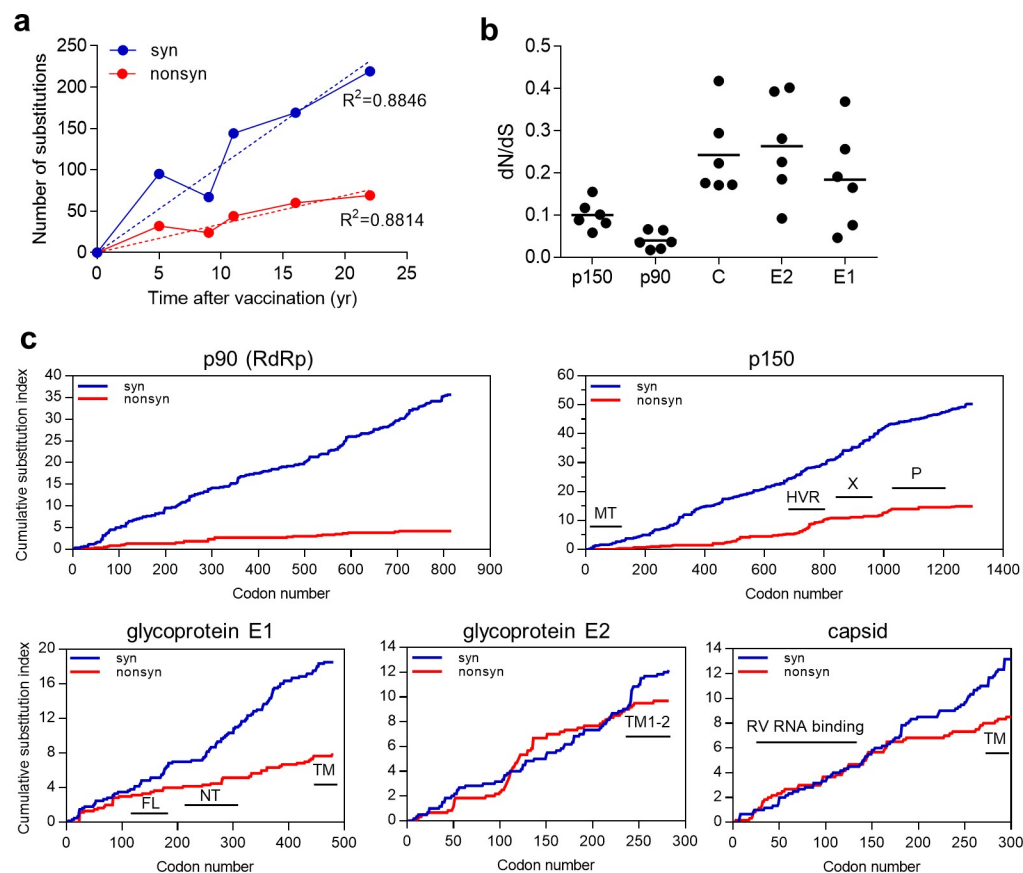 a
syn
nonsyn
Number of substitutions
250
200
150
100
50
0
R²=0.8846
R²=0.8814
0 5 10 15 20 25
Time after vaccination (yr)
b
dN/dS
0.5
0.4
0.3
0.2
0.1
0.0
p150 p90 C E2 E1
c
p90 (RdRp)
Cumulative substitution index
40
35
30
25
20
15
10
5
0
syn
nonsyn
0 100 200 300 400 500 600 700 800 900
Codon number
p150
60
50
40
30
20
10
0
syn
nonsyn
MT
HVR
X
P
0 200 400 600 800 1000 1200 1400
Codon number
glycoprotein E1
Cumulative substitution index
20
16
12
8
4
0
syn
nonsyn
FL
NT
TM
0 100 200 300 400 500
Codon number
glycoprotein E2
14
12
10
8
6
4
2
0
syn
nonsyn
TM1-2
0 50 100 150 200 250 300
Codon number
capsid
14
12
10
8
6
4
2
0
syn
nonsyn
RV RNA binding
TM
0 50 100 150 200 250 300
Codon number